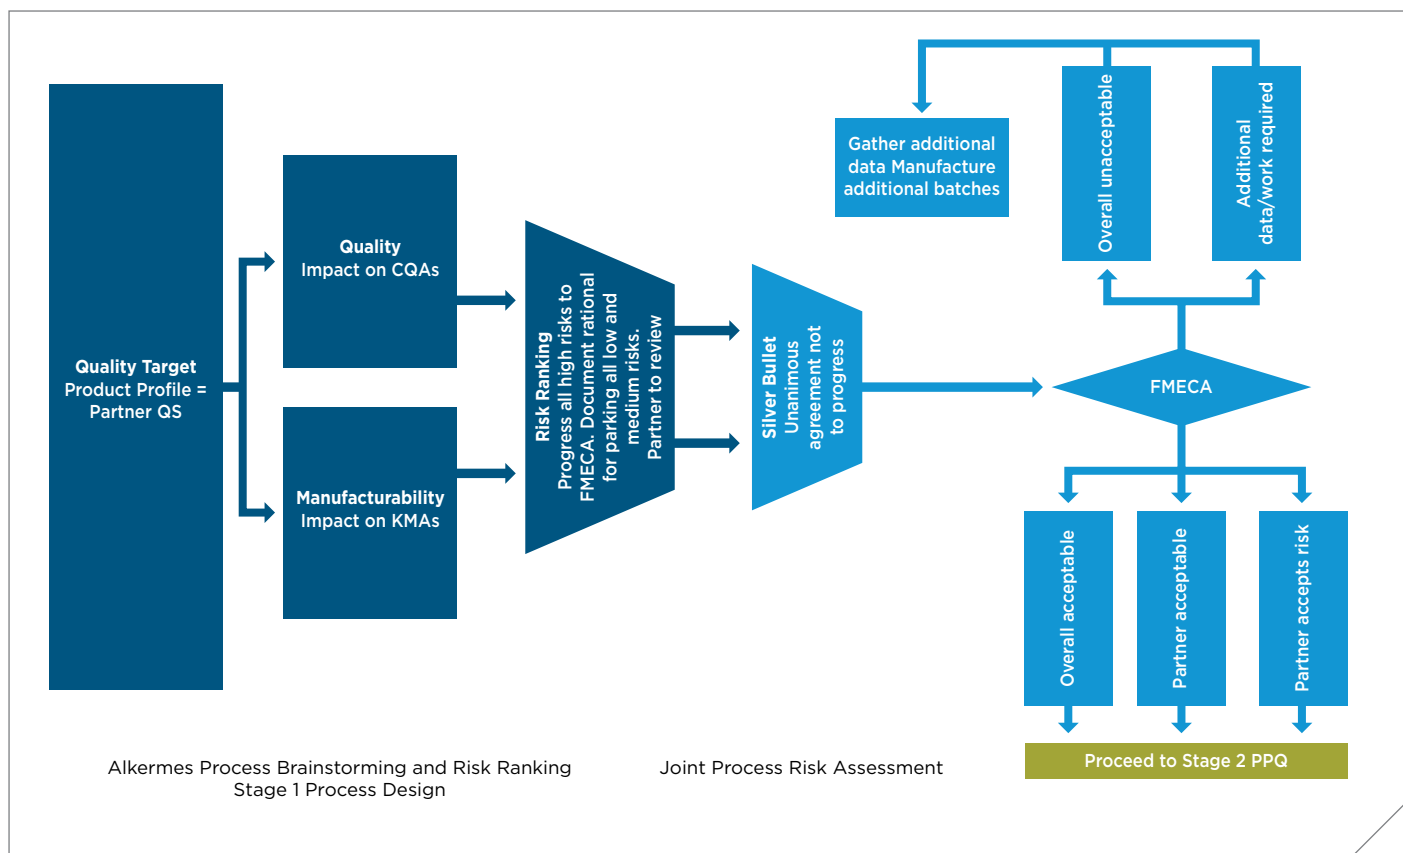 Quality Target
Product Profile =
Partner QS
Quality
Impact on CQAs
Manufacturability
Impact on KMAs
Risk Ranking
Progress all high risks to
FMECA. Document rational
for parking all low and
medium risks.
Partner to review
Silver Bullet
Unanimous
agreement not
to progress
Gather additional
data Manufacture
additional batches
Overall unacceptable
Additional
data/work required
FMECA
Overall acceptable
Partner acceptable
Partner accepts risk
Proceed to Stage 2 PPQ
Alkermes Process Brainstorming and Risk Ranking
Stage 1 Process Design
Joint Process Risk Assessment